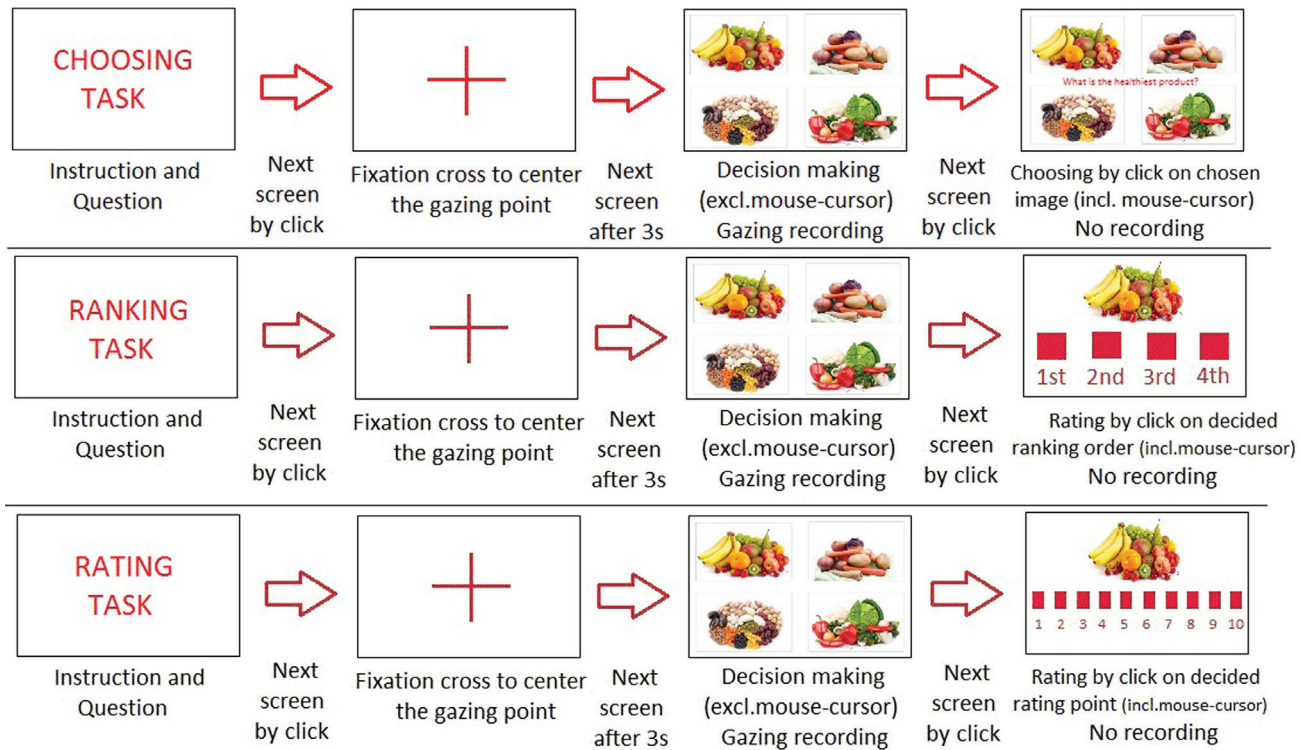 CHOOSING
TASK
Instruction and
Question
Next
screen
by click
Fixation cross to center
the gazing point
Next
screen
after 3s
Decision making
(excl.mouse-cursor)
Gazing recording
Next
screen
by click
What is the healthiest product?
Choosing by click on chosen
image (incl. mouse-cursor)
No recording
RANKING
TASK
Instruction and
Question
Next
screen
by click
Fixation cross to center
the gazing point
Next
screen
after 3s
Decision making
(excl.mouse-cursor)
Gazing recording
Next
screen
by click
1st 2nd 3rd 4th
Rating by click on decided
ranking order (incl.mouse-cursor)
No recording
RATING
TASK
Instruction and
Question
Next
screen
by click
Fixation cross to center
the gazing point
Next
screen
after 3s
Decision making
(excl.mouse-cursor)
Gazing recording
Next
screen
by click
1 2 3 4 5 6 7 8 9 10
Rating by click on decided
rating point (incl.mouse-cursor)
No recording